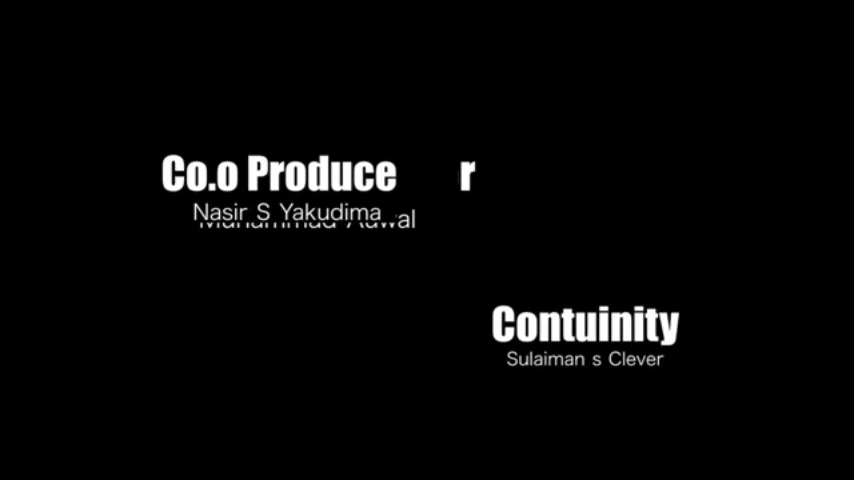 Co.o Produce r
Nasir S Yakudima
Contuinity
Sulaiman s Clever